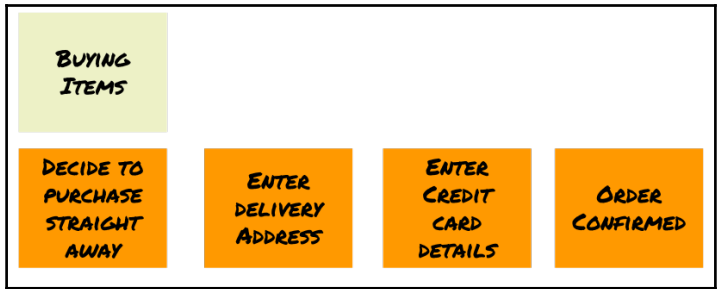 BUYING
ITEMS
DECIDE TO
PURCHASE
STRAIGHT
AWAY
ENTER
DELIVERY
ADDRESS
ENTER
CREDIT
CARD
DETAILS
ORDER
CONFIRMED